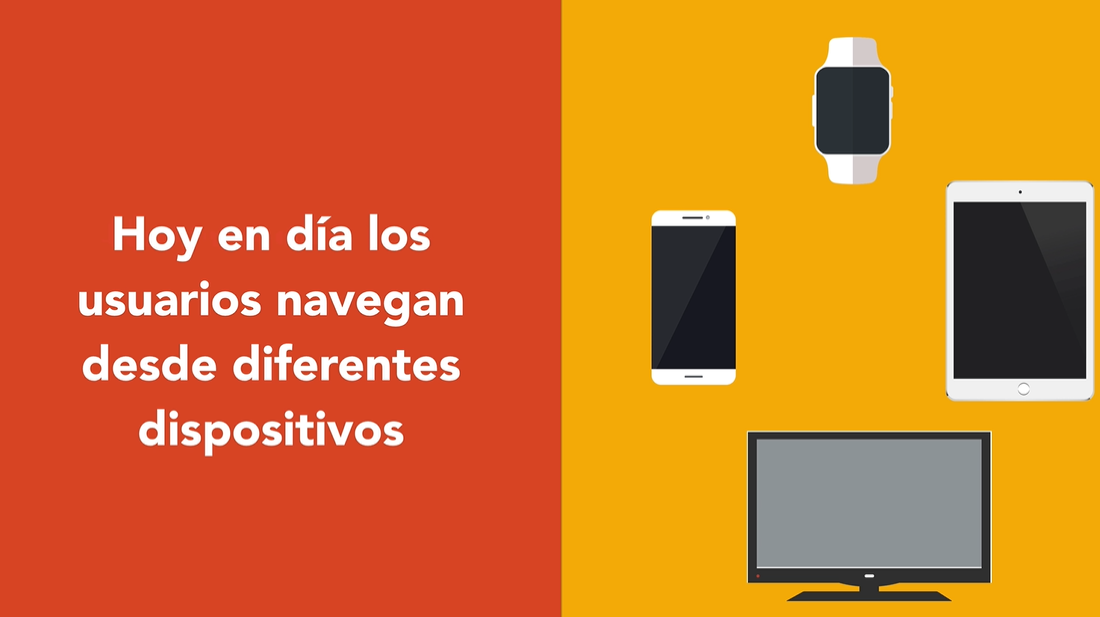 Hoy en día los
usuarios navegan
desde diferentes
dispositivos